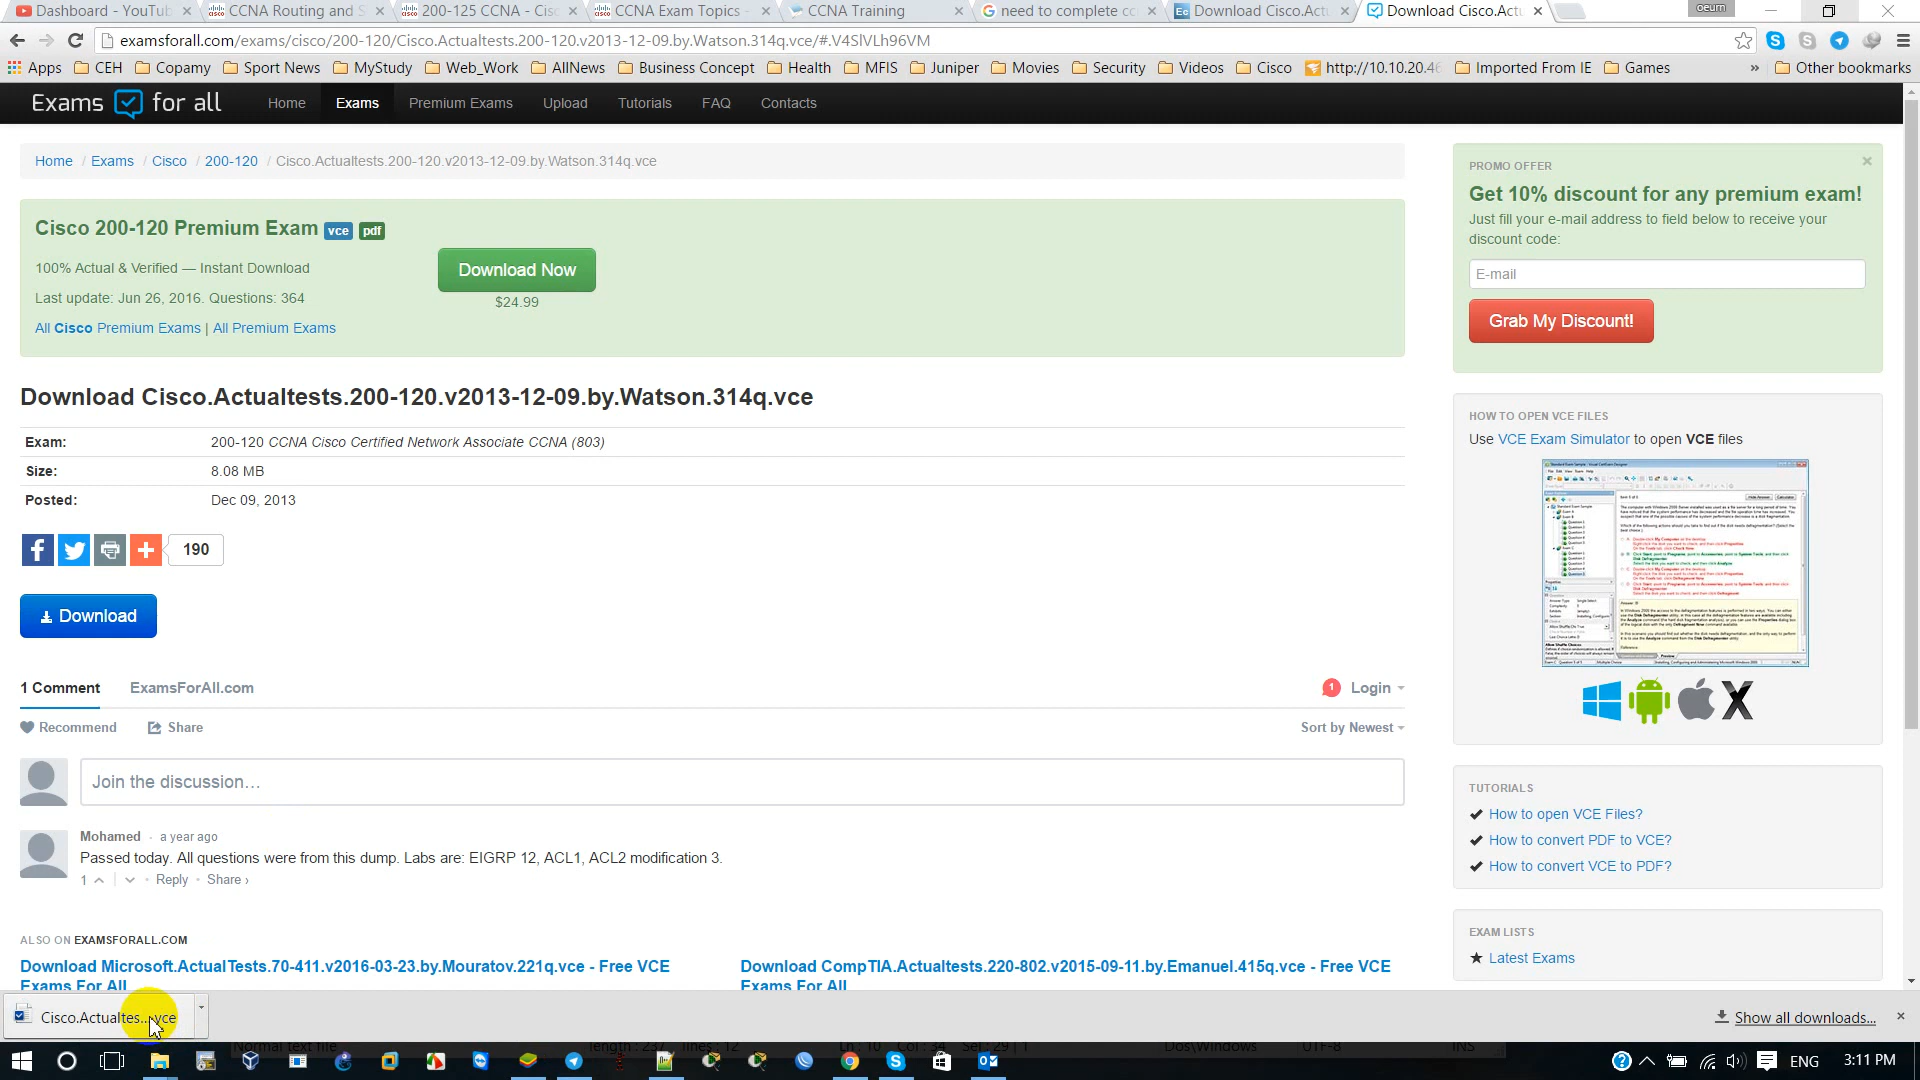 Dashboard - YouTub
CCNA Routing and S
200-125 CCNA - Cisc
CCNA Exam Topics -
CCNA Training
need to complete cc
Download Cisco.Actu
Download Cisco.Actu
oeurn
examsforall.com/exams/cisco/200-120/Cisco.Actualtests.200-120.v2013-12-09.by.Watson.314q.vce/#.V4SlVLh96VM
Apps CEH Copamy Sport News MyStudy Web_Work AllNews Business Concept Health MFIS Juniper Movies Security Videos Cisco http://10.10.20.46 Imported From IE Games » Other bookmarks
Exams for all Home Exams Premium Exams Upload Tutorials FAQ Contacts
Home / Exams / Cisco / 200-120 / Cisco.Actualtests.200-120.v2013-12-09.by.Watson.314q.vce
Cisco 200-120 Premium Exam vce pdf
100% Actual & Verified — Instant Download
Last update: Jun 26, 2016. Questions: 364
All Cisco Premium Exams | All Premium Exams
Download Now
$24.99
Download Cisco.Actualtests.200-120.v2013-12-09.by.Watson.314q.vce
Exam: 200-120 CCNA Cisco Certified Network Associate CCNA (803)
Size: 8.08 MB
Posted: Dec 09, 2013
190
Download
1 Comment ExamsForAll.com 1 Login
Recommend Share Sort by Newest
Join the discussion...
Mohamed · a year ago
Passed today. All questions were from this dump. Labs are: EIGRP 12, ACL1, ACL2 modification 3.
1 · Reply · Share ›
ALSO ON EXAMSFORALL.COM
Download Microsoft.ActualTests.70-411.v2016-03-23.by.Mouratov.221q.vce - Free VCE
Exams For All
Download CompTIA.Actualtests.220-802.v2015-09-11.by.Emanuel.415q.vce - Free VCE
Exams For All
PROMO OFFER ×
Get 10% discount for any premium exam!
Just fill your e-mail address to field below to receive your
discount code:
E-mail
Grab My Discount!
HOW TO OPEN VCE FILES
Use VCE Exam Simulator to open VCE files
TUTORIALS
How to open VCE Files?
How to convert PDF to VCE?
How to convert VCE to PDF?
EXAM LISTS
Latest Exams
Cisco.Actualtes....vce
Show all downloads...
ENG 3:11 PM